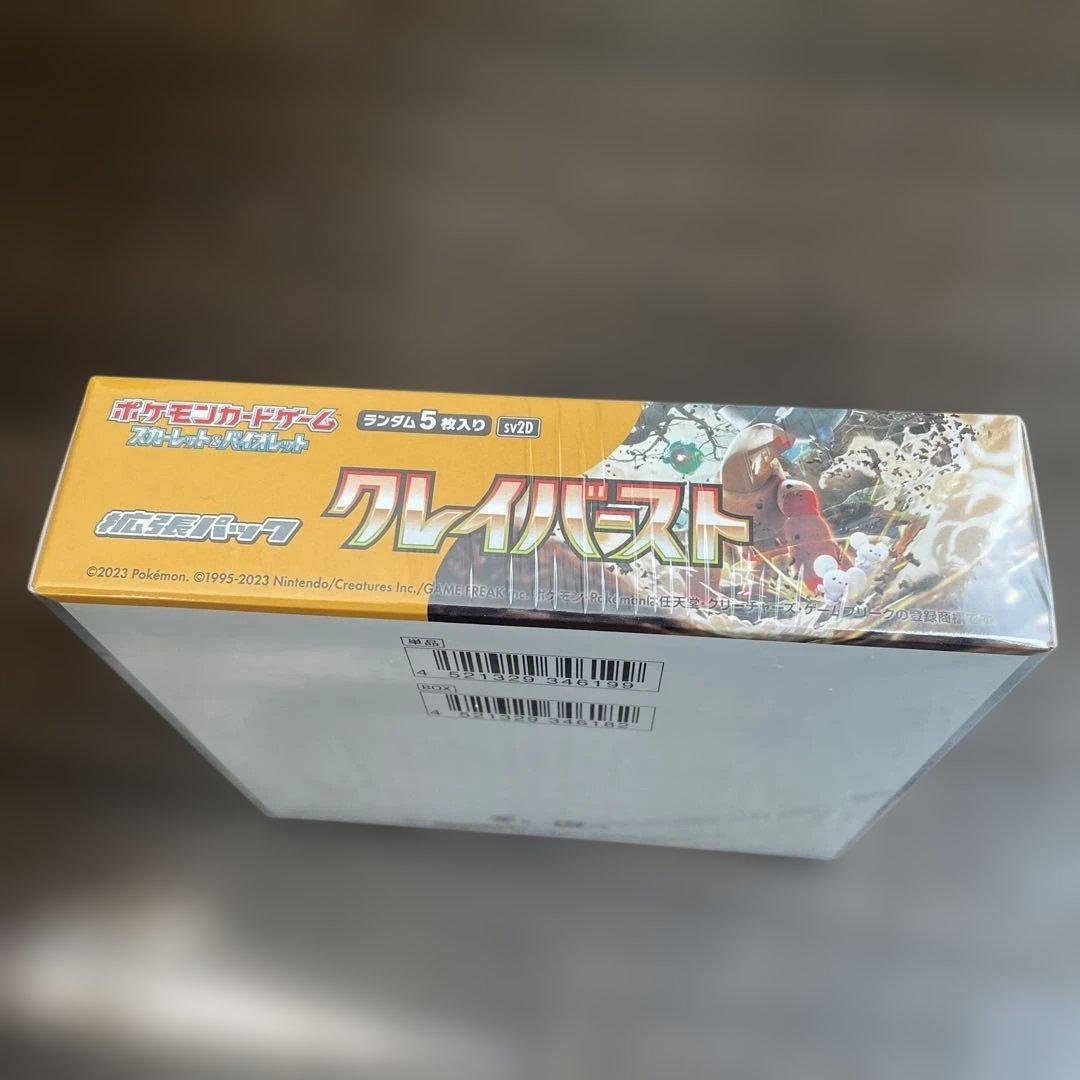 ポケモンカードゲーム
スカーレット&バイオレット
ランダム5枚入り
SV2D
拡張パック
クレイバースト
©2023 Pokémon. ©1995-2023 Nintendo/Creatures Inc./GAME FREAK inc. ポケモン・Pokémonは任天堂・クリーチャーズ・ゲームフリークの登録商標です
単品
4 521329 346199
BOX
4 521329 346182